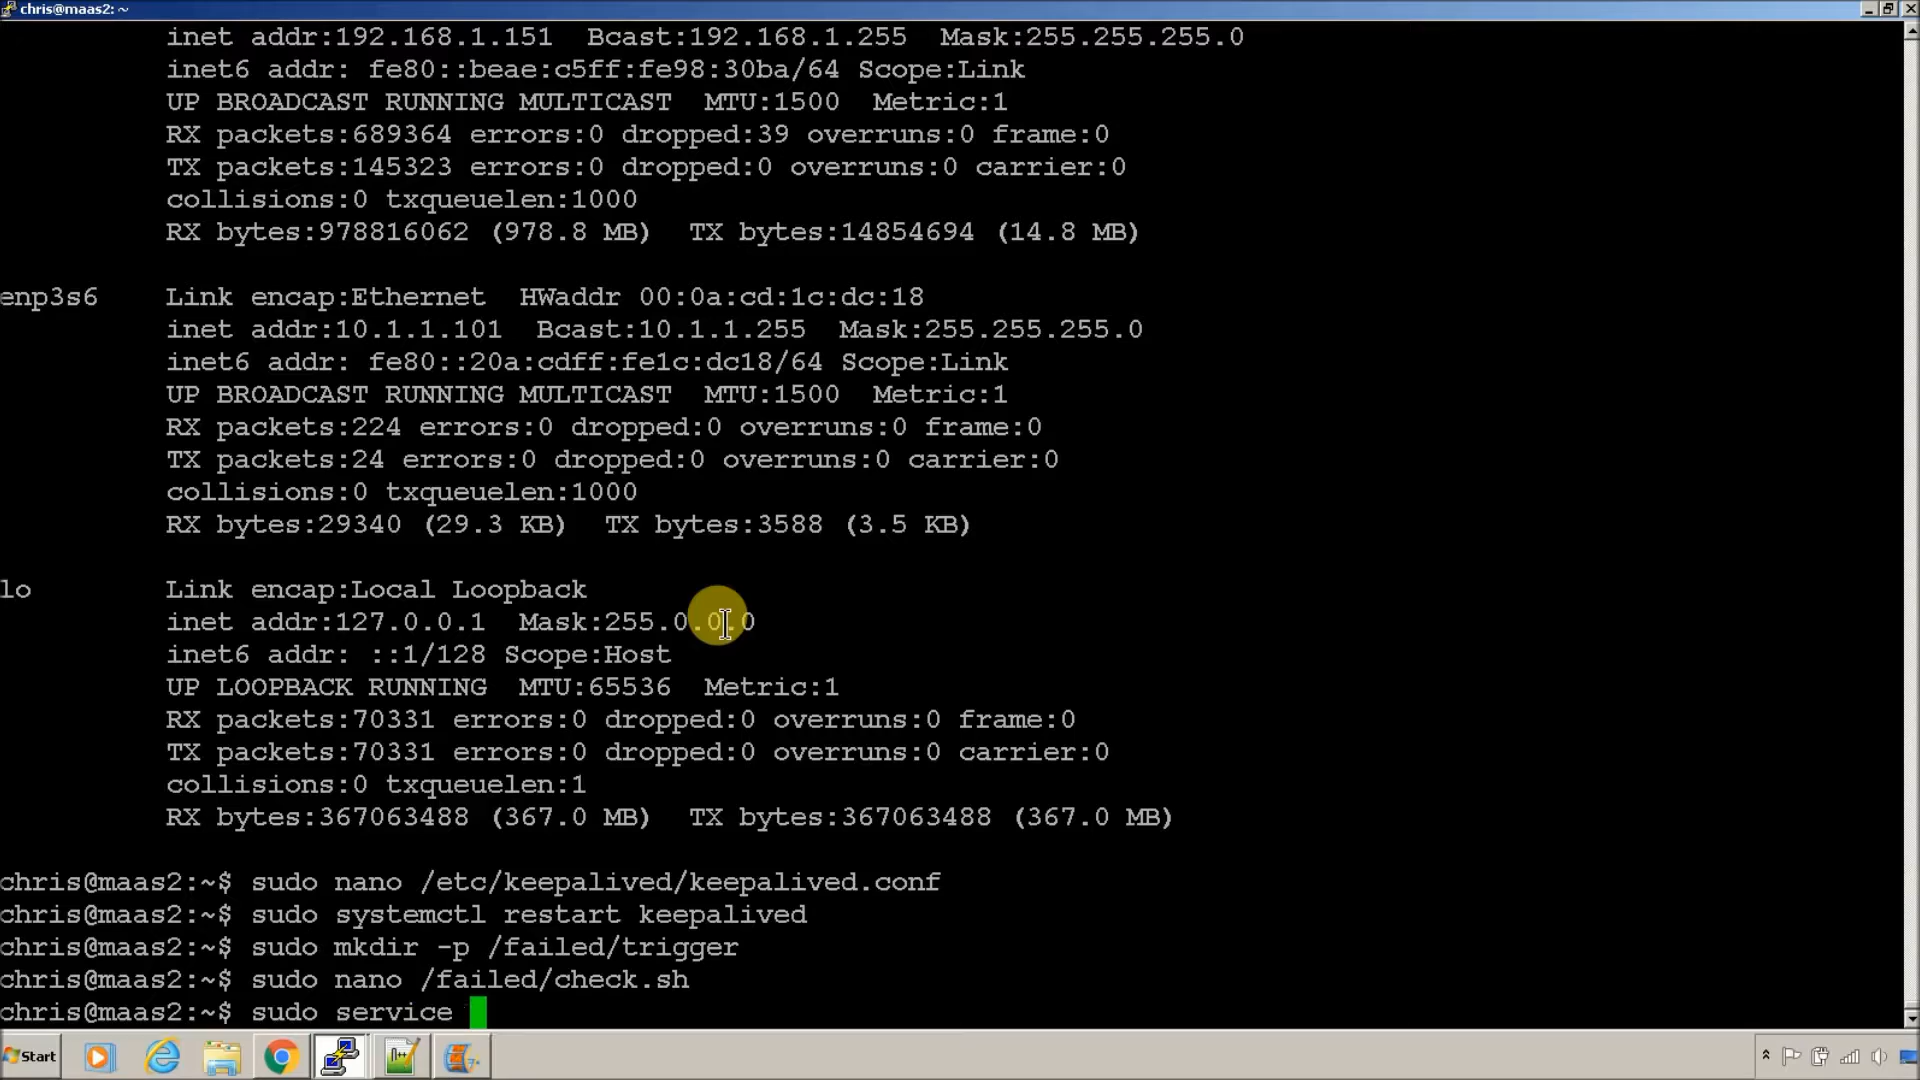 chris@maas2: ~
inet addr:192.168.1.151  Bcast:192.168.1.255  Mask:255.255.255.0
inet6 addr: fe80::beae:c5ff:fe98:30ba/64 Scope:Link
UP BROADCAST RUNNING MULTICAST  MTU:1500  Metric:1
RX packets:689364 errors:0 dropped:39 overruns:0 frame:0
TX packets:145323 errors:0 dropped:0 overruns:0 carrier:0
collisions:0 txqueuelen:1000
RX bytes:978816062 (978.8 MB)  TX bytes:14854694 (14.8 MB)
enp3s6    Link encap:Ethernet  HWaddr 00:0a:cd:1c:dc:18
inet addr:10.1.1.101  Bcast:10.1.1.255  Mask:255.255.255.0
inet6 addr: fe80::20a:cdff:fe1c:dc18/64 Scope:Link
UP BROADCAST RUNNING MULTICAST  MTU:1500  Metric:1
RX packets:224 errors:0 dropped:0 overruns:0 frame:0
TX packets:24 errors:0 dropped:0 overruns:0 carrier:0
collisions:0 txqueuelen:1000
RX bytes:29340 (29.3 KB)  TX bytes:3588 (3.5 KB)
lo        Link encap:Local Loopback
inet addr:127.0.0.1  Mask:255.0.0.0
inet6 addr: ::1/128 Scope:Host
UP LOOPBACK RUNNING  MTU:65536  Metric:1
RX packets:70331 errors:0 dropped:0 overruns:0 frame:0
TX packets:70331 errors:0 dropped:0 overruns:0 carrier:0
collisions:0 txqueuelen:1
RX bytes:367063488 (367.0 MB)  TX bytes:367063488 (367.0 MB)
chris@maas2:~$ sudo nano /etc/keepalived/keepalived.conf
chris@maas2:~$ sudo systemctl restart keepalived
chris@maas2:~$ sudo mkdir -p /failed/trigger
chris@maas2:~$ sudo nano /failed/check.sh
chris@maas2:~$ sudo service
Start